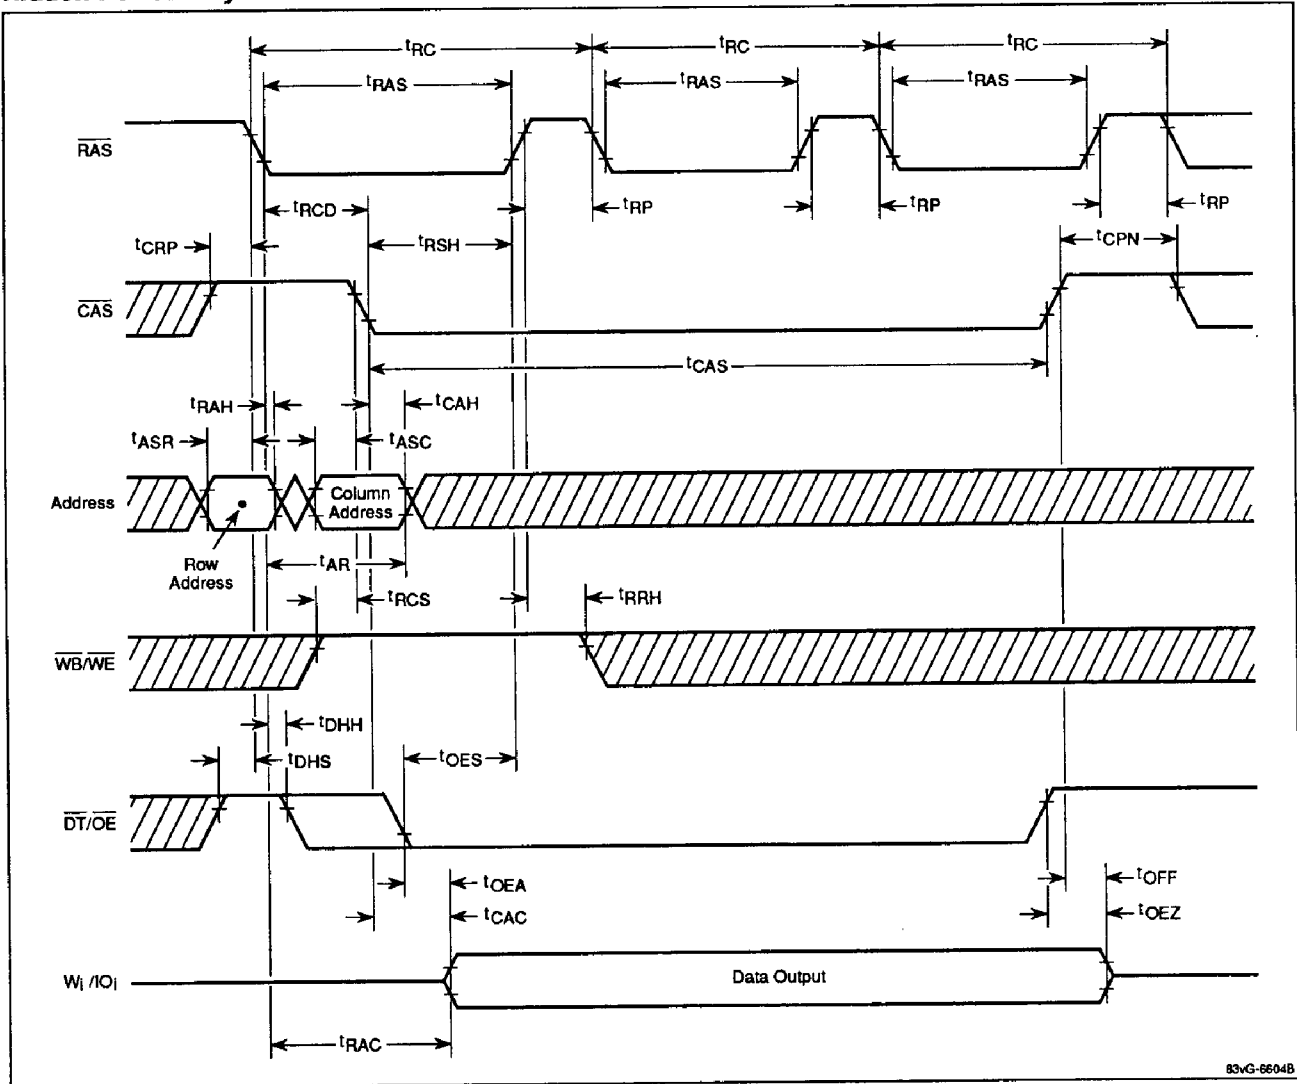 tRC tRC tRC
tRAS tRAS tRAS
RAS
tRCD tRP tRP tRP
tCRP tRSH tCPN
CAS
tCAS
tRAH tCAH
tASR tASC
Address Column Address
Row Address
tAR
tRCS tRRH
WB/WE
tDHH
tDHS tOES
DT/OE
tOEA tOFF
tCAC tOEZ
Wi /IOi Data Output
tRAC
83vG-6604B